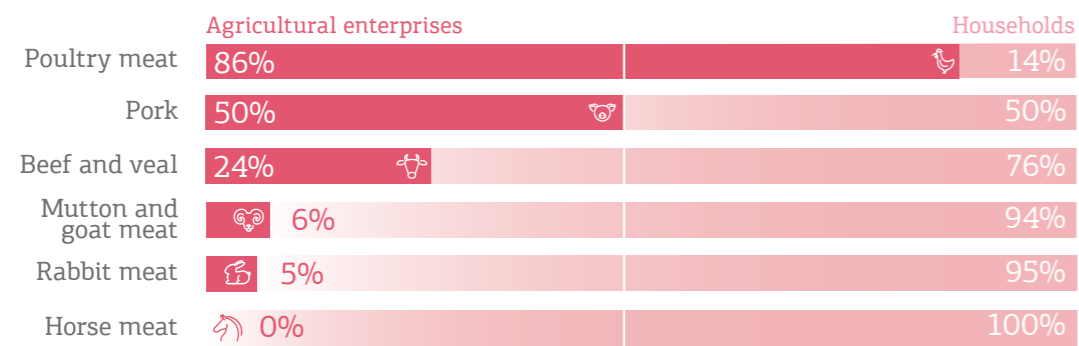 Agricultural enterprises Households
Poultry meat 86% 14%
Pork 50% 50%
Beef and veal 24% 76%
Mutton and
goat meat 6% 94%
Rabbit meat 5% 95%
Horse meat 0% 100%